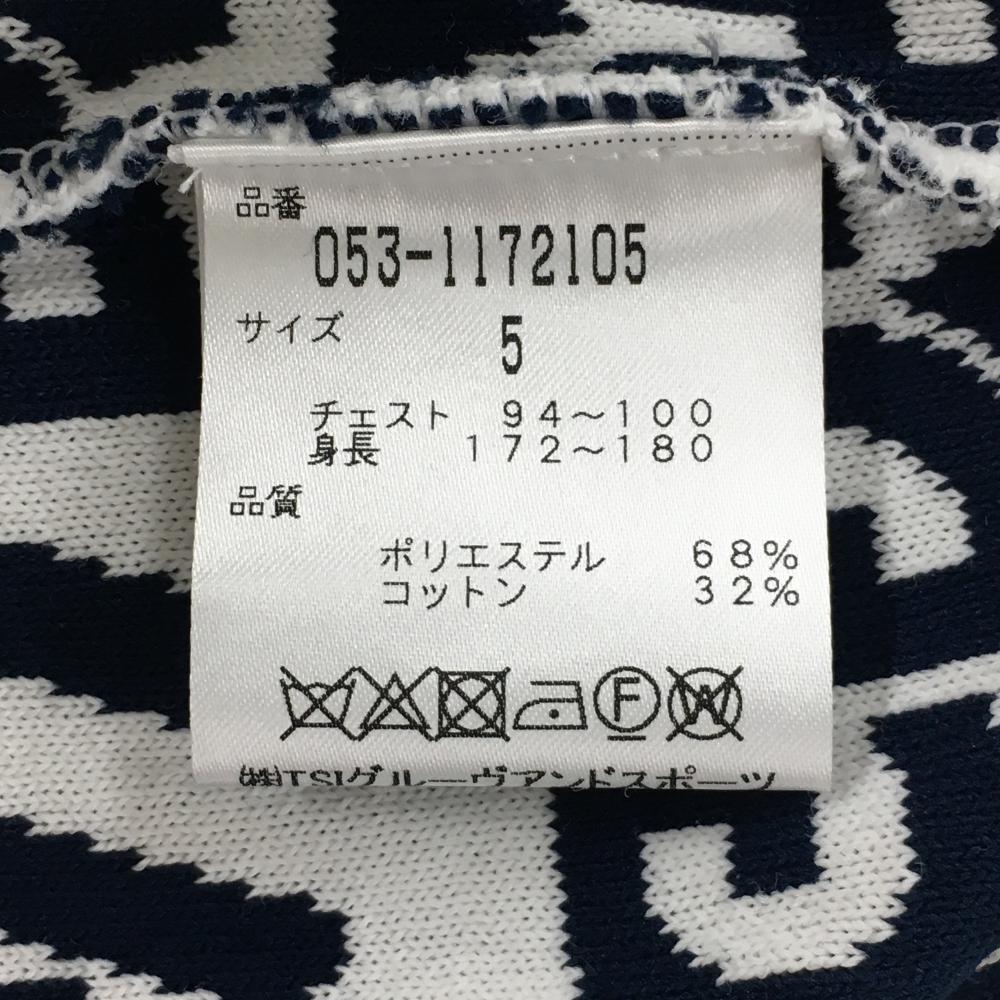 品番
053-1172105
サイズ 5
チェスト 94～100
身長 172～180
品質
ポリエステル 68%
コットン 32%
F W
㈱TSIグルーヴアンドスポーツ